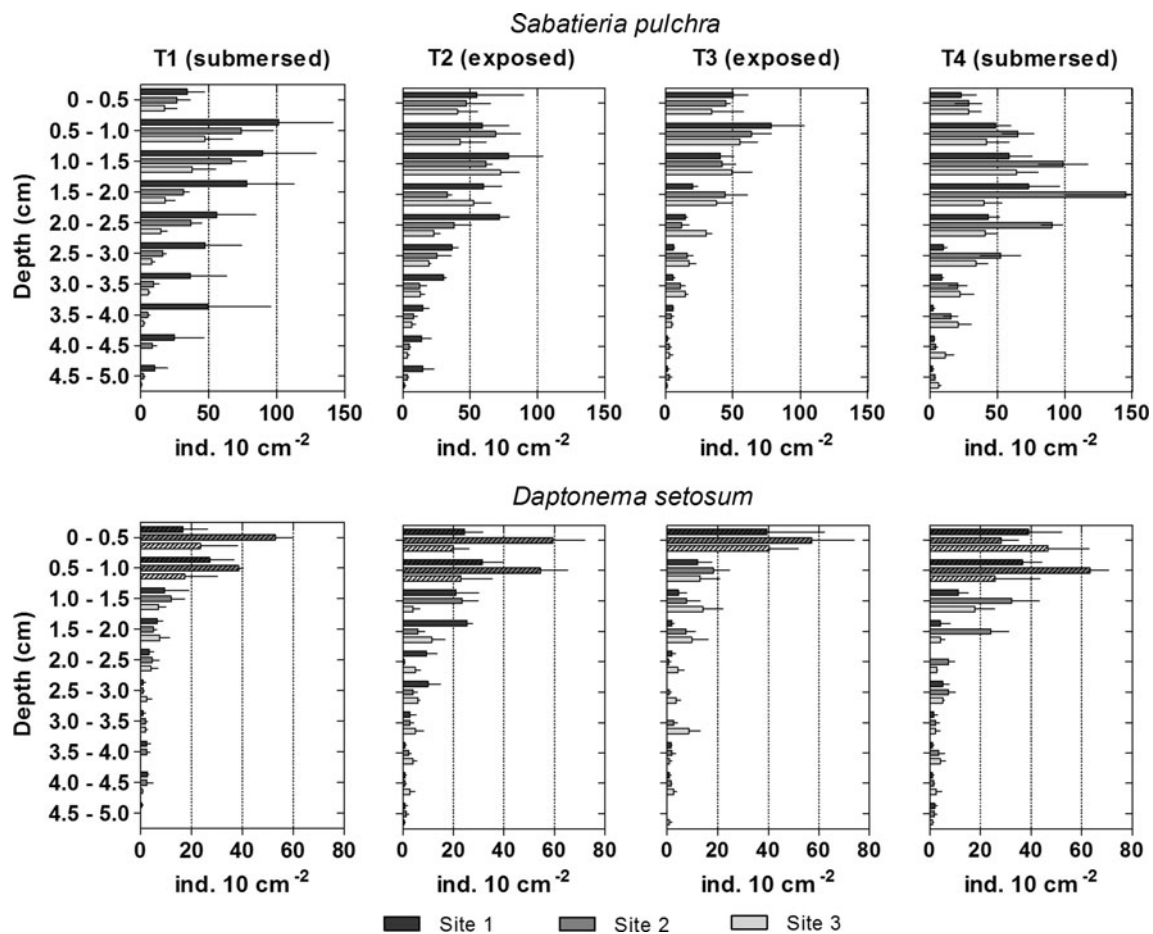 Sabatieria pulchra
T1 (submersed) T2 (exposed) T3 (exposed) T4 (submersed)
Depth (cm)
0 - 0.5
0.5 - 1.0
1.0 - 1.5
1.5 - 2.0
2.0 - 2.5
2.5 - 3.0
3.0 - 3.5
3.5 - 4.0
4.0 - 4.5
4.5 - 5.0
0 50 100 150 0 50 100 150 0 50 100 150 0 50 100 150
ind. 10 cm⁻² ind. 10 cm⁻² ind. 10 cm⁻² ind. 10 cm⁻²
Daptonema setosum
Depth (cm)
0 - 0.5
0.5 - 1.0
1.0 - 1.5
1.5 - 2.0
2.0 - 2.5
2.5 - 3.0
3.0 - 3.5
3.5 - 4.0
4.0 - 4.5
4.5 - 5.0
0 20 40 60 80 0 20 40 60 80 0 20 40 60 80 0 20 40 60 80
ind. 10 cm⁻² ind. 10 cm⁻² ind. 10 cm⁻² ind. 10 cm⁻²
Site 1 Site 2 Site 3